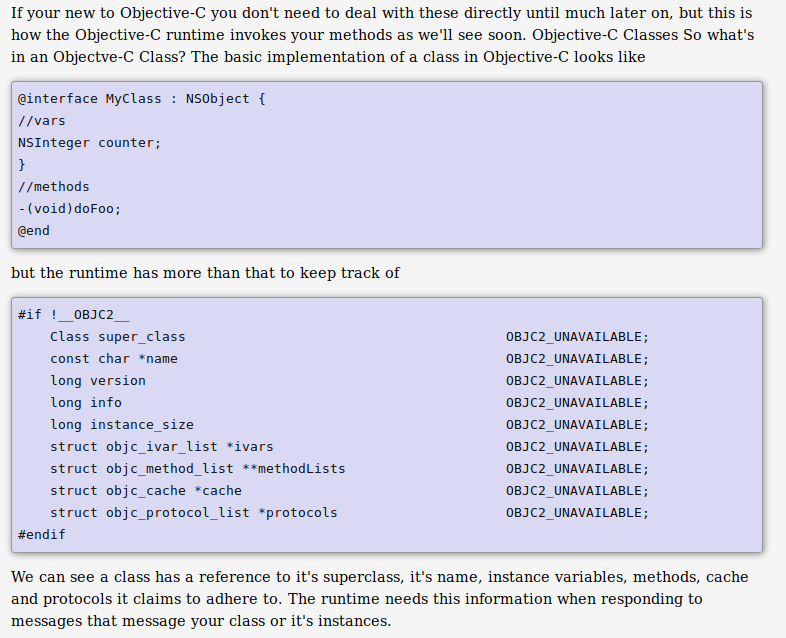 If your new to Objective-C you don't need to deal with these directly until much later on, but this is
how the Objective-C runtime invokes your methods as we'll see soon. Objective-C Classes So what's
in an Objectve-C Class? The basic implementation of a class in Objective-C looks like
@interface MyClass : NSObject {
//vars
NSInteger counter;
}
//methods
-(void)doFoo;
@end
but the runtime has more than that to keep track of
#if !__OBJC2__
    Class super_class                                        OBJC2_UNAVAILABLE;
    const char *name                                         OBJC2_UNAVAILABLE;
    long version                                             OBJC2_UNAVAILABLE;
    long info                                                OBJC2_UNAVAILABLE;
    long instance_size                                       OBJC2_UNAVAILABLE;
    struct objc_ivar_list *ivars                             OBJC2_UNAVAILABLE;
    struct objc_method_list **methodLists                    OBJC2_UNAVAILABLE;
    struct objc_cache *cache                                 OBJC2_UNAVAILABLE;
    struct objc_protocol_list *protocols                     OBJC2_UNAVAILABLE;
#endif
We can see a class has a reference to it's superclass, it's name, instance variables, methods, cache
and protocols it claims to adhere to. The runtime needs this information when responding to
messages that message your class or it's instances.